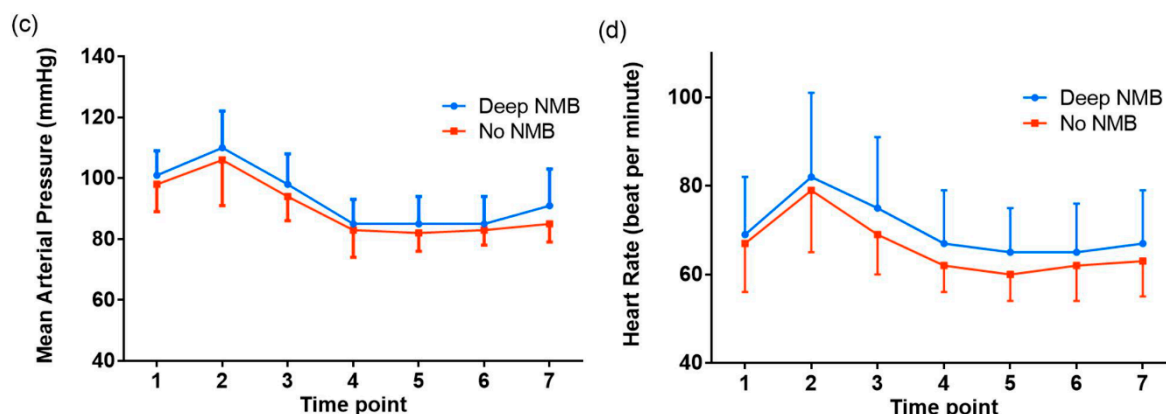 (c)
Mean Arterial Pressure (mmHg)
140
120
100
80
60
40
Deep NMB
No NMB
1 2 3 4 5 6 7
Time point
(d)
Heart Rate (beat per minute)
100
80
60
40
Deep NMB
No NMB
1 2 3 4 5 6 7
Time point